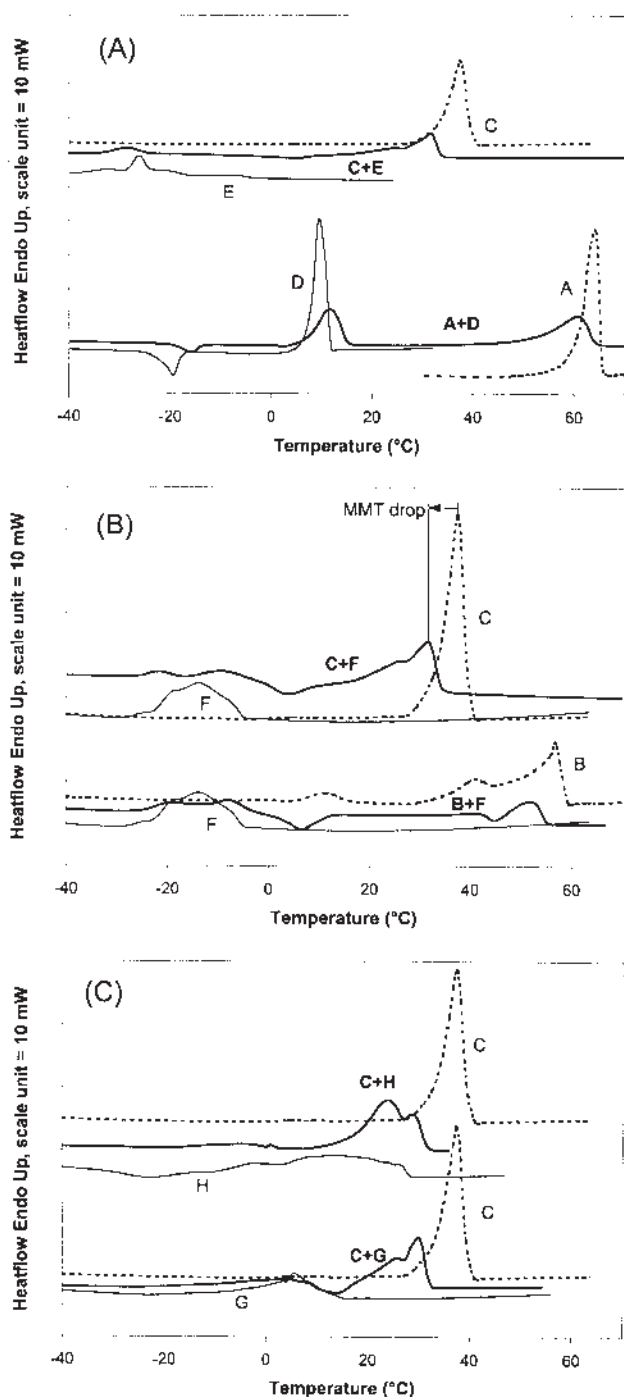 (A)
Heatflow Endo Up, scale unit = 10 mW
C
C+E
E
D
A
A+D
-40 -20 0 20 40 60
Temperature (°C)
(B)
Heatflow Endo Up, scale unit = 10 mW
MMT drop
C
C+F
F
B
B+F
F
-40 -20 0 20 40 60
Temperature (°C)
(C)
Heatflow Endo Up, scale unit = 10 mW
C
C+H
H
C
C+G
G
-40 -20 0 20 40 60
Temperature (°C)